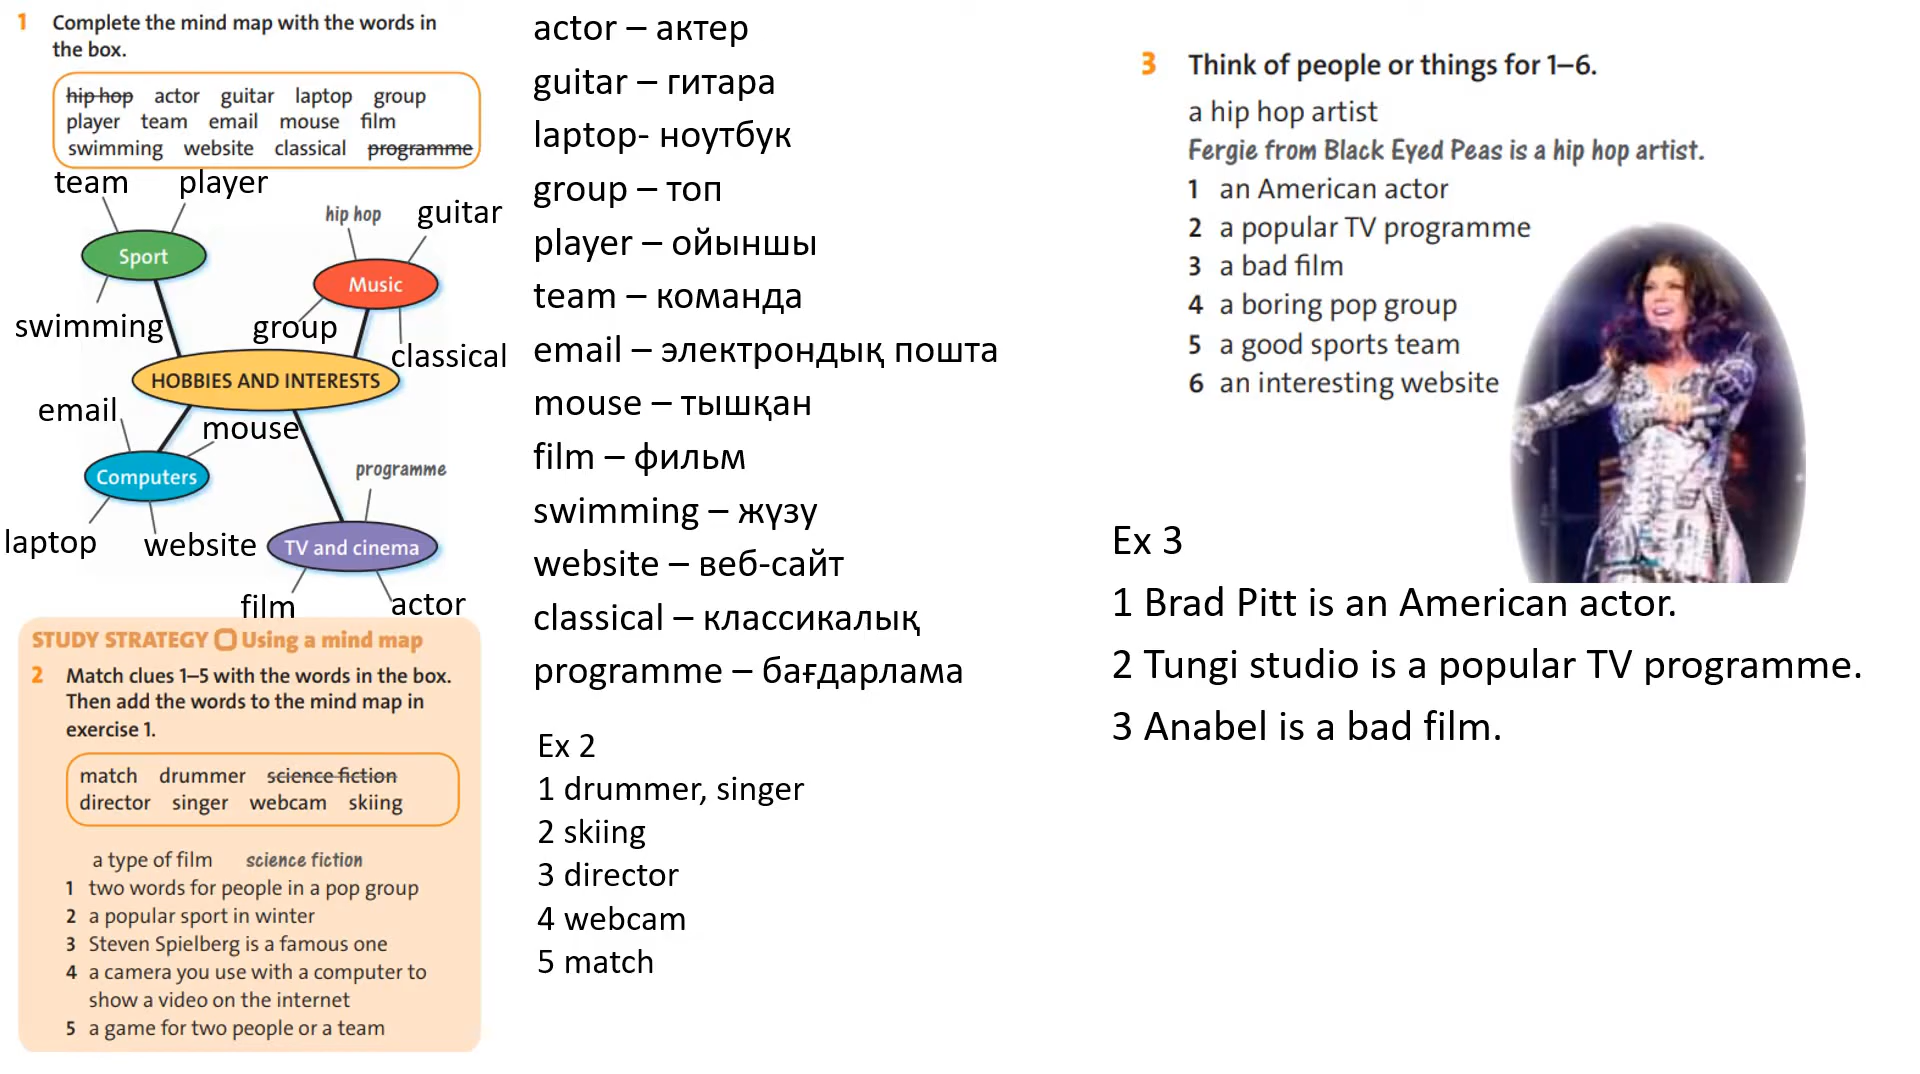 1 Complete the mind map with the words in
the box.
hip hop actor guitar laptop group
player team email mouse film
swimming website classical programme
team player
hip hop guitar
Sport
Music
swimming
group
classical
HOBBIES AND INTERESTS
email
mouse
programme
Computers
laptop website
TV and cinema
film actor
STUDY STRATEGY Using a mind map
2 Match clues 1–5 with the words in the box.
Then add the words to the mind map in
exercise 1.
match drummer science fiction
director singer webcam skiing
a type of film science fiction
1 two words for people in a pop group
2 a popular sport in winter
3 Steven Spielberg is a famous one
4 a camera you use with a computer to
show a video on the internet
5 a game for two people or a team
actor – актер
guitar – гитара
laptop- ноутбук
group – топ
player – ойыншы
team – команда
email – электрондық пошта
mouse – тышқан
film – фильм
swimming – жүзу
website – веб-сайт
classical – классикалық
programme – бағдарлама
Ex 2
1 drummer, singer
2 skiing
3 director
4 webcam
5 match
3 Think of people or things for 1–6.
a hip hop artist
Fergie from Black Eyed Peas is a hip hop artist.
1 an American actor
2 a popular TV programme
3 a bad film
4 a boring pop group
5 a good sports team
6 an interesting website
Ex 3
1 Brad Pitt is an American actor.
2 Tungi studio is a popular TV programme.
3 Anabel is a bad film.